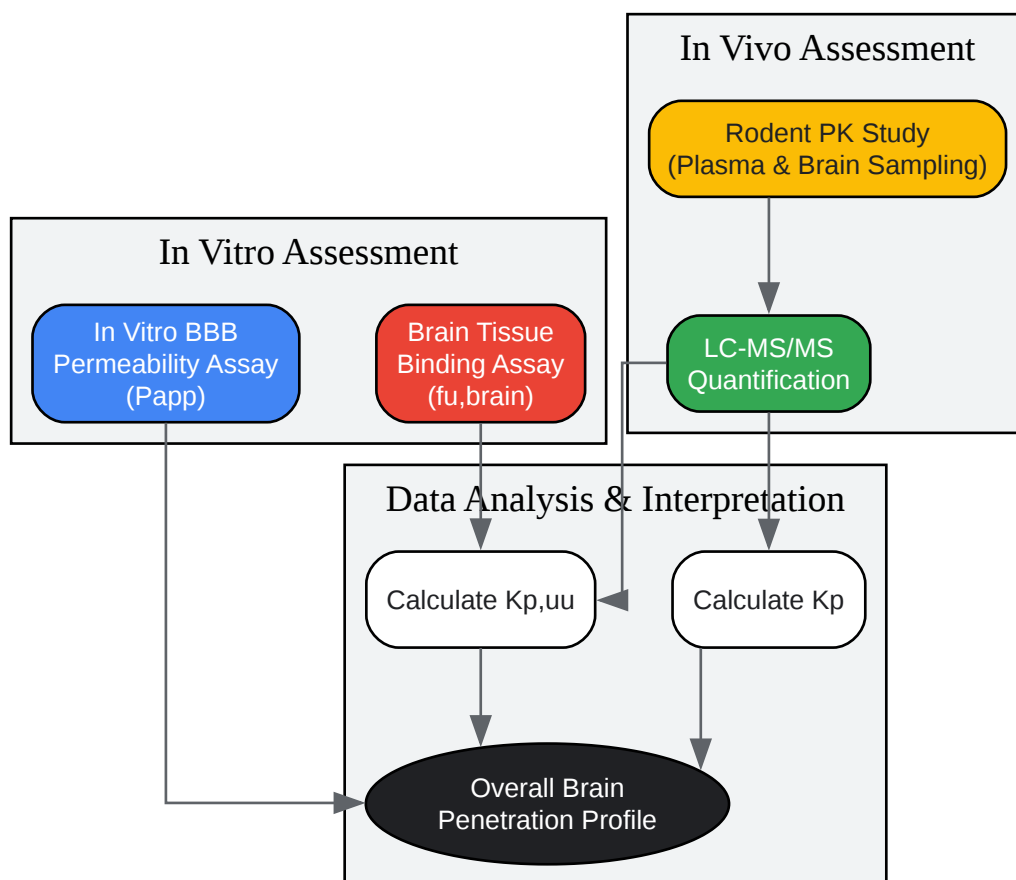 In Vivo Assessment
Rodent PK Study
(Plasma & Brain Sampling)
In Vitro Assessment
In Vitro BBB
Permeability Assay
(Papp)
Brain Tissue
Binding Assay
(fu,brain)
LC-MS/MS
Quantification
Data Analysis & Interpretation
Calculate Kp,uu
Calculate Kp
Overall Brain
Penetration Profile